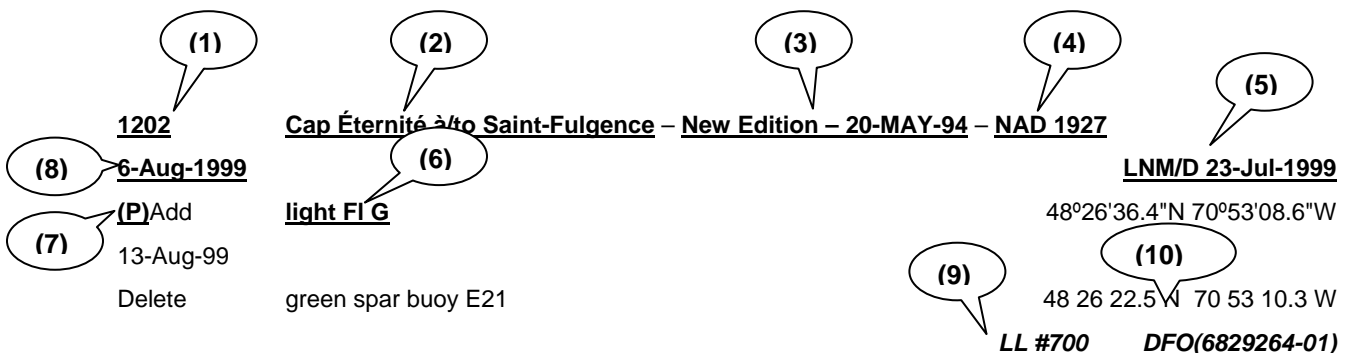 (1) (2) (3) (4)
(5)
1202 Cap Éternité à/to Saint-Fulgence – New Edition – 20-MAY-94 – NAD 1927
(8) 6-Aug-1999 (6) LNM/D 23-Jul-1999
(P)Add light Fl G 48º26'36.4"N 70º53'08.6"W
(7) 13-Aug-99 (9) (10)
Delete green spar buoy E21 48 26 22.5 N 70 53 10.3 W
LL #700 DFO(6829264-01)